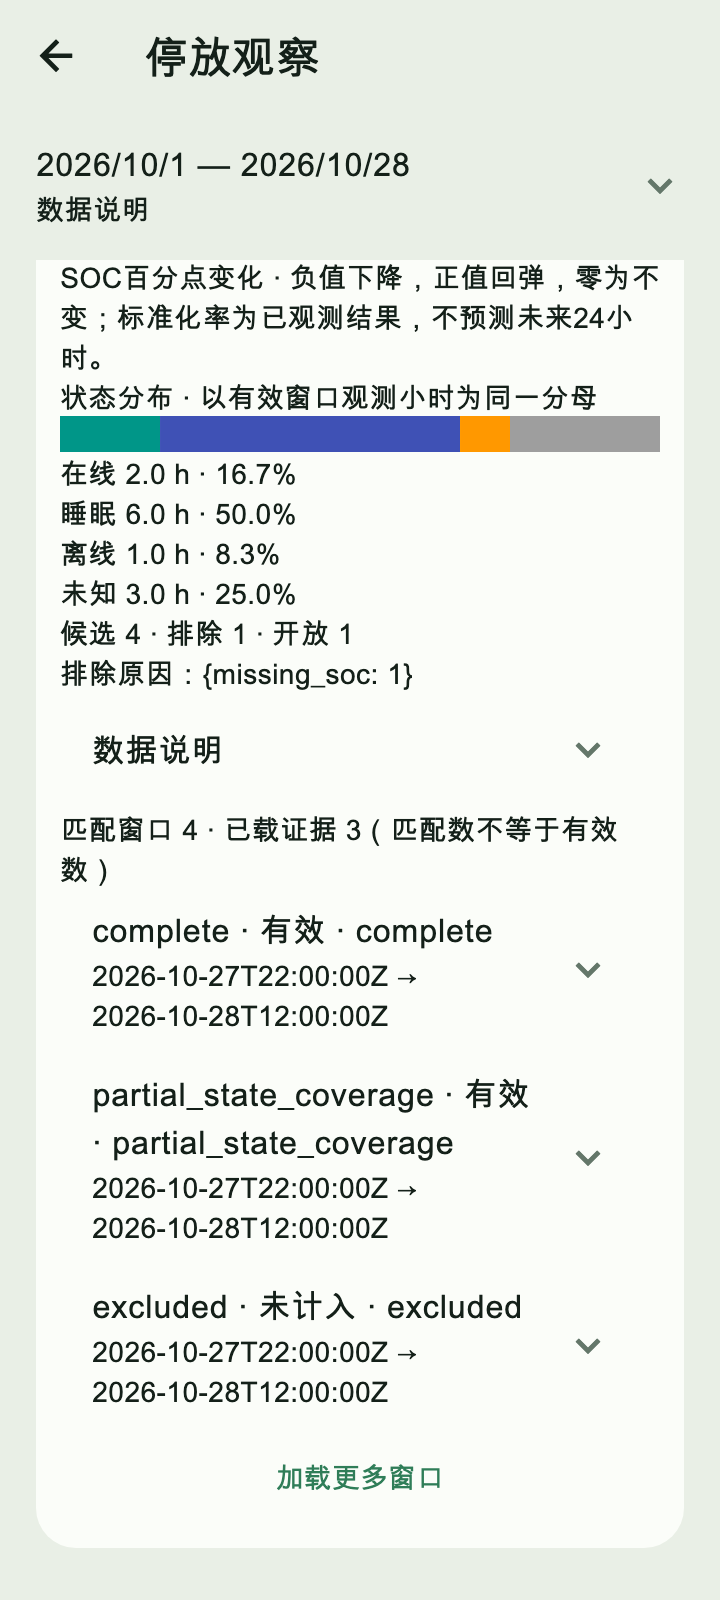 停放观察
2026/10/1 — 2026/10/28
数据说明
SOC百分点变化 · 负值下降，正值回弹，零为不
变；标准化率为已观测结果，不预测未来24小
时。
状态分布 · 以有效窗口观测小时为同一分母
在线 2.0 h · 16.7%
睡眠 6.0 h · 50.0%
离线 1.0 h · 8.3%
未知 3.0 h · 25.0%
候选 4 · 排除 1 · 开放 1
排除原因：{missing_soc: 1}
数据说明
匹配窗口 4 · 已载证据 3（匹配数不等于有效
数）
complete · 有效 · complete
2026-10-27T22:00:00Z →
2026-10-28T12:00:00Z
partial_state_coverage · 有效
· partial_state_coverage
2026-10-27T22:00:00Z →
2026-10-28T12:00:00Z
excluded · 未计入 · excluded
2026-10-27T22:00:00Z →
2026-10-28T12:00:00Z
加载更多窗口